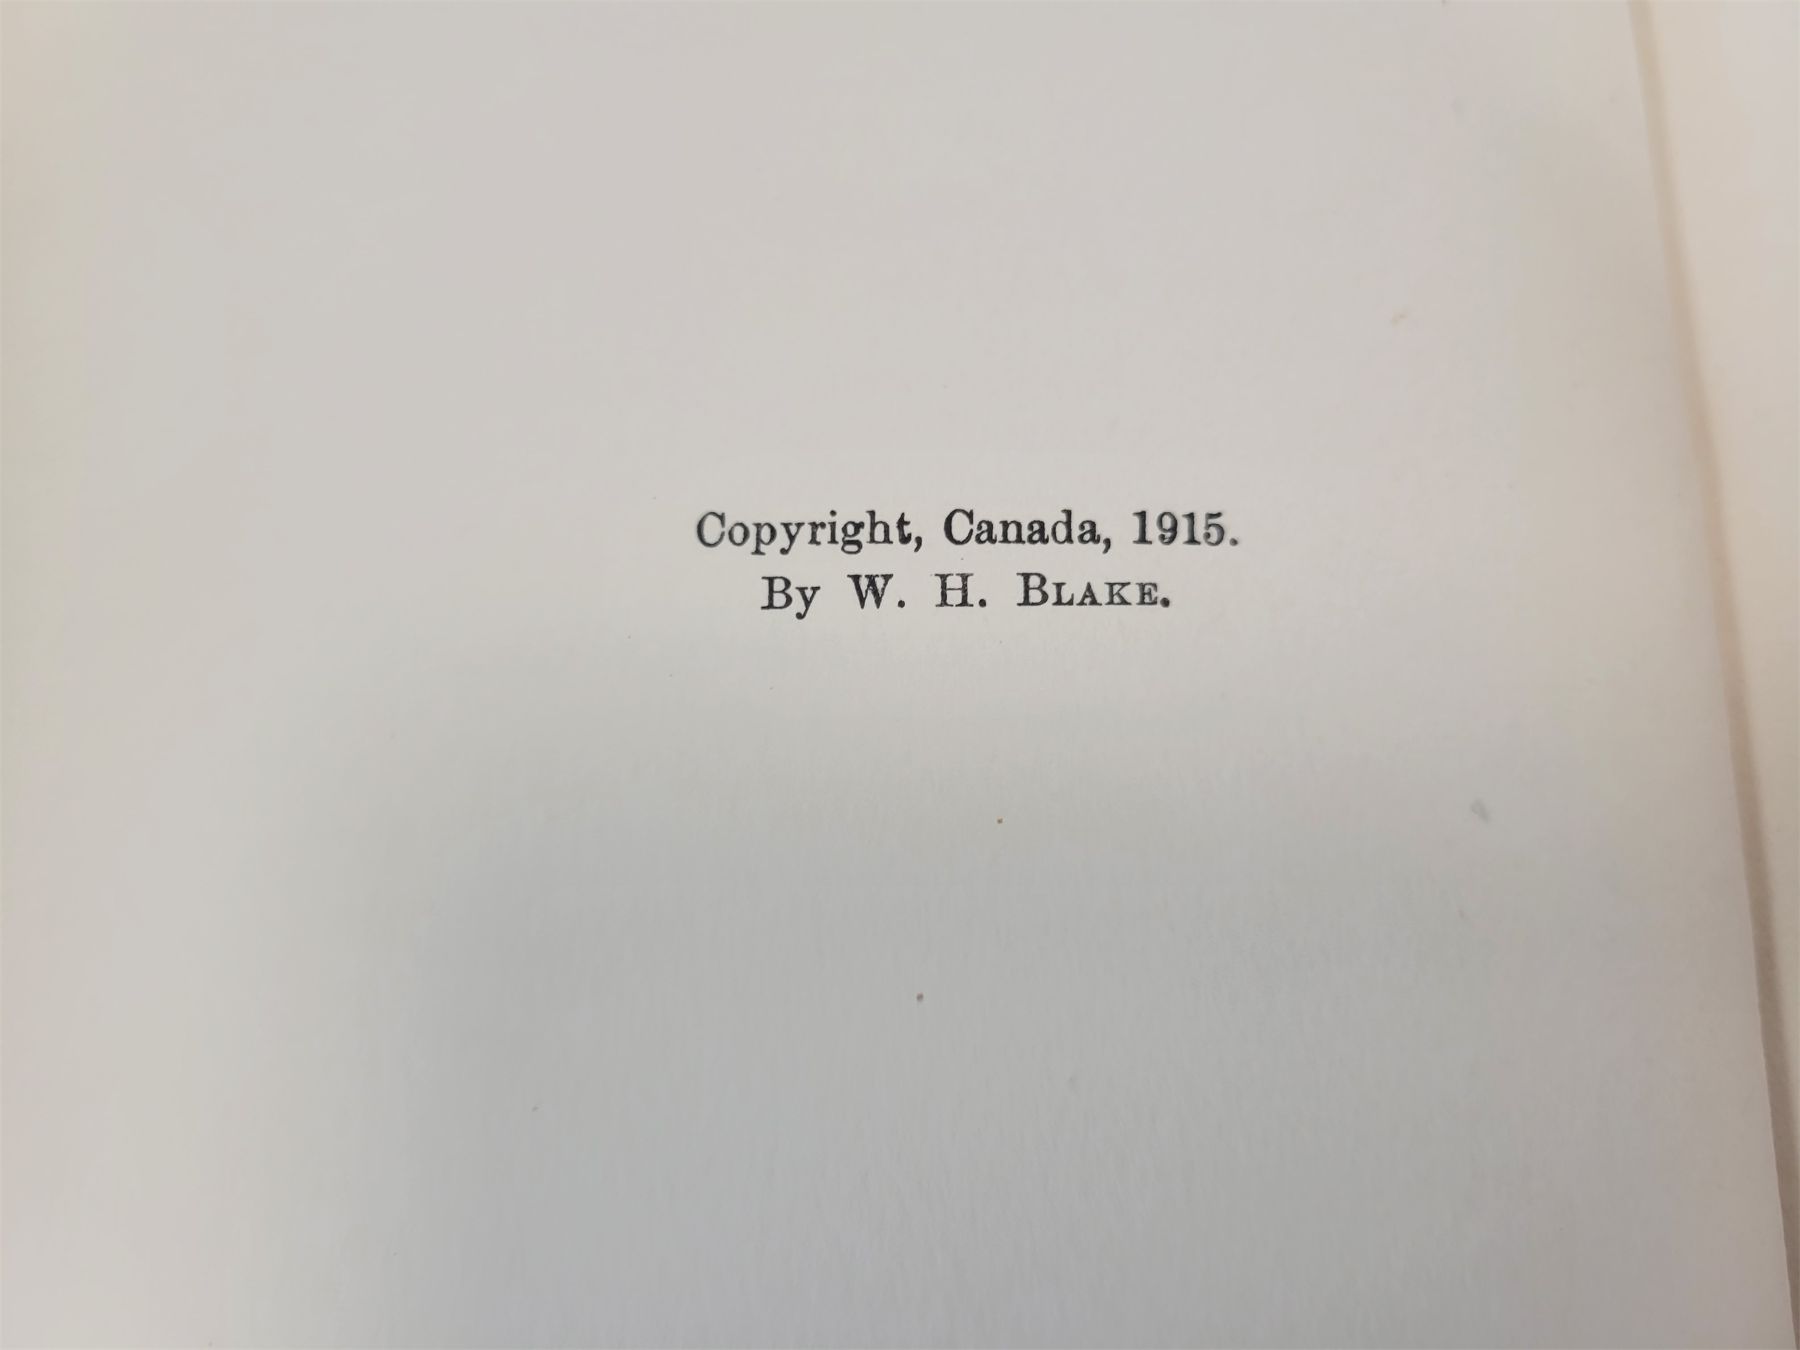 Copyright, Canada, 1915.
By W. H. BLAKE.